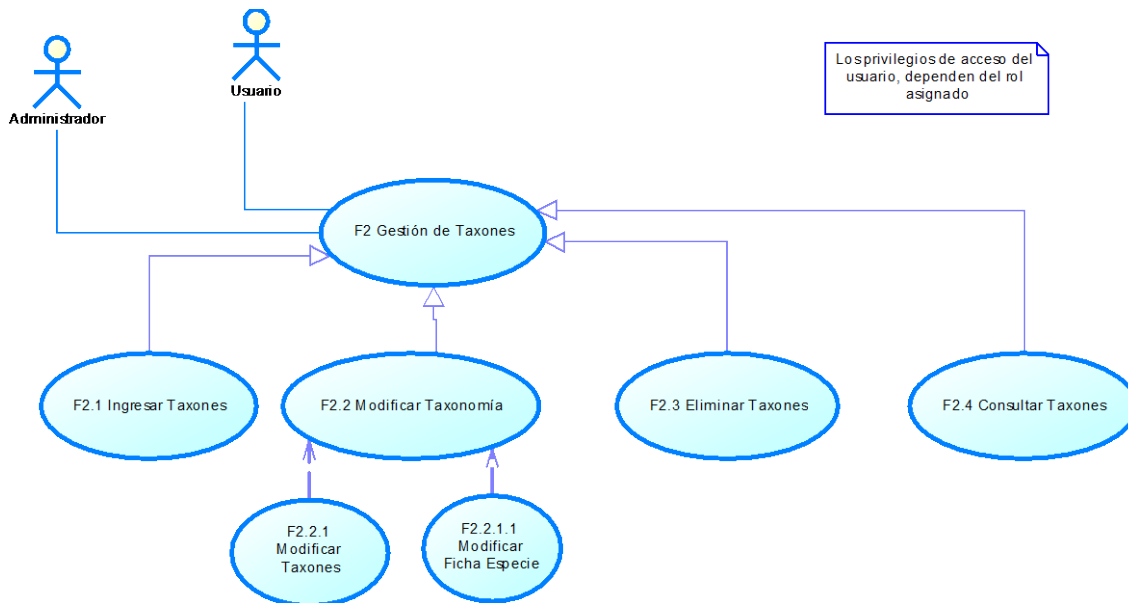 Usuario
Administrador
Los privilegios de acceso del
usuario, dependen del rol
asignado
F2 Gestión de Taxones
F2.1 Ingresar Taxones
F2.2 Modificar Taxonomía
F2.3 Eliminar Taxones
F2.4 Consultar Taxones
F2.2.1
Modificar
Taxones
F2.2.1.1
Modificar
Ficha Especie